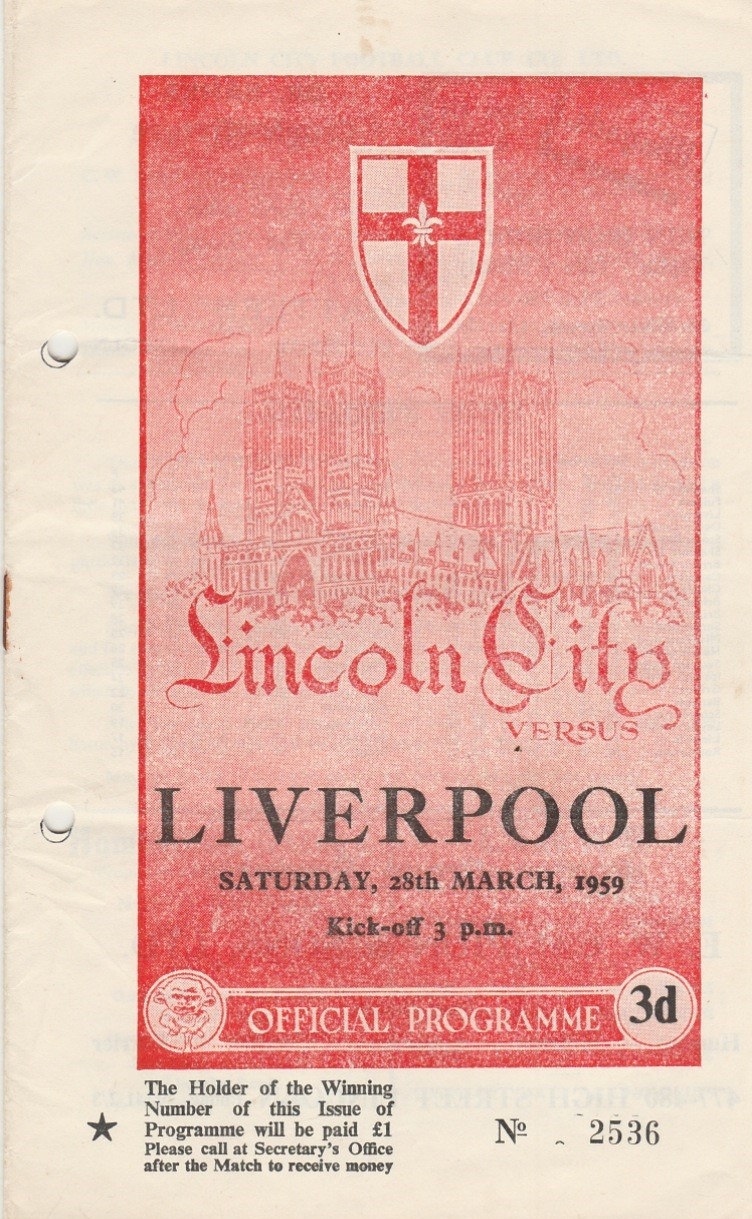 Lincoln City
VERSUS
LIVERPOOL
SATURDAY, 28th MARCH, 1959
Kick-off 3 p.m.
OFFICIAL PROGRAMME 3d
The Holder of the Winning
Number of this Issue of
Programme will be paid £1
Please call at Secretary's Office
after the Match to receive money
№ 2536